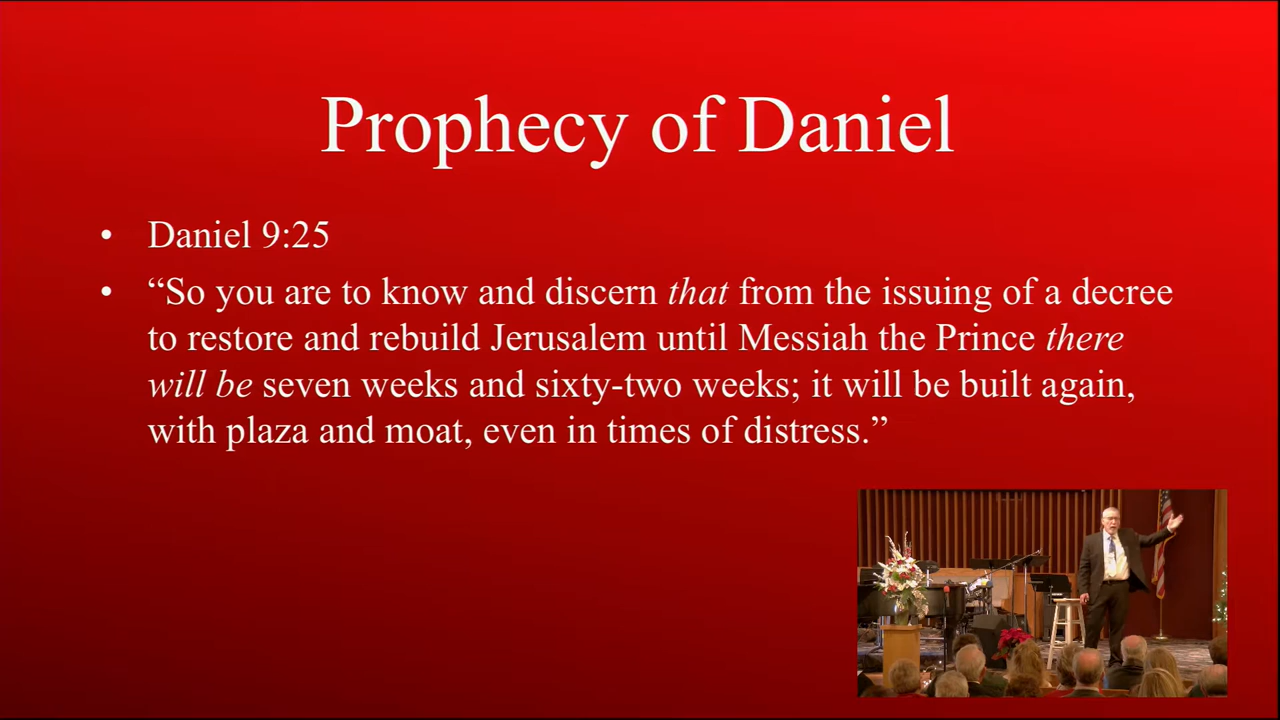 Prophecy of Daniel
• Daniel 9:25
• “So you are to know and discern that from the issuing of a decree
to restore and rebuild Jerusalem until Messiah the Prince there
will be seven weeks and sixty-two weeks; it will be built again,
with plaza and moat, even in times of distress.”